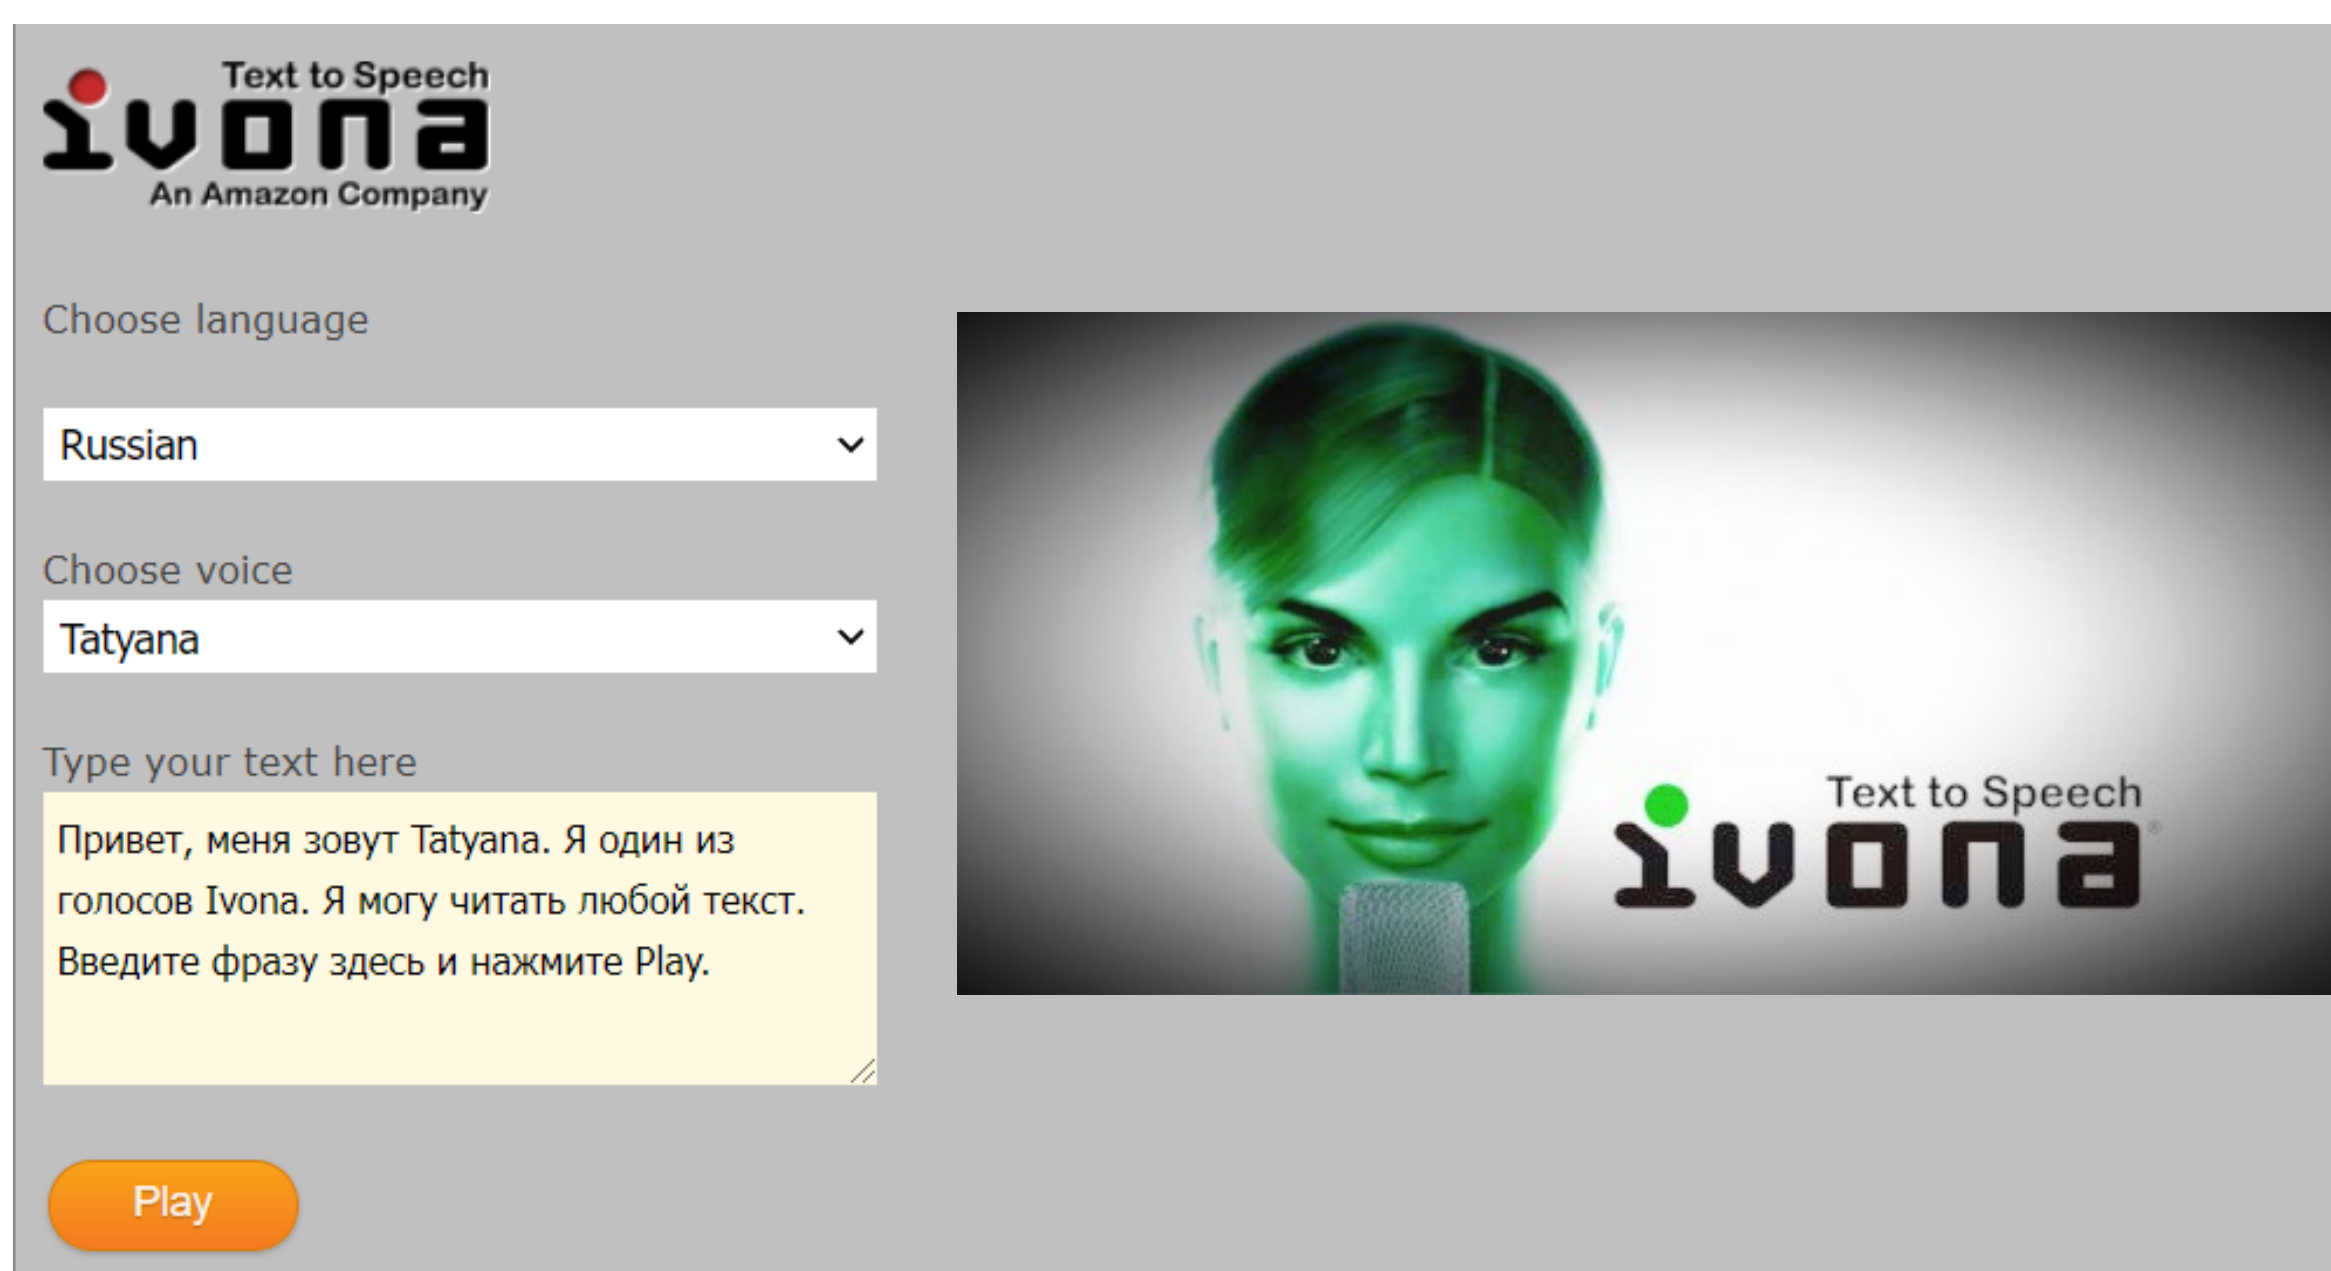 Text to Speech
ivona
An Amazon Company
Choose language
Russian
Choose voice
Tatyana
Type your text here
Привет, меня зовут Tatyana. Я один из
голосов Ivona. Я могу читать любой текст.
Введите фразу здесь и нажмите Play.
Play
Text to Speech
ivona®